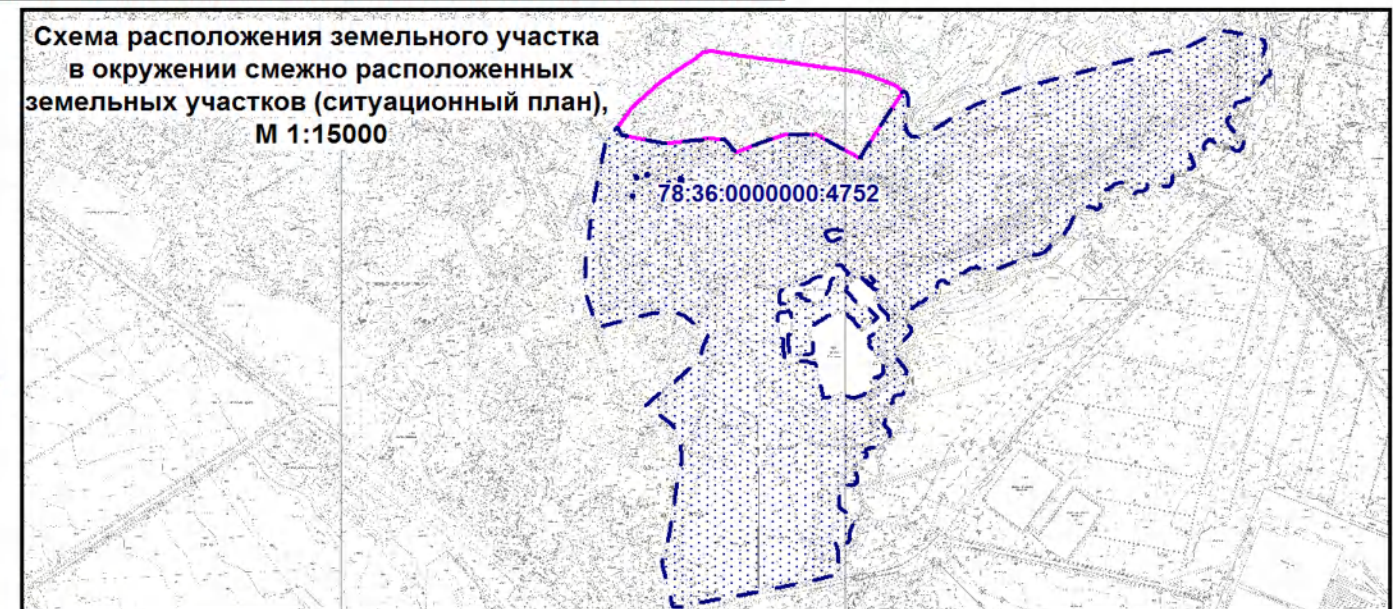 Схема расположения земельного участка
в окружении смежно расположенных
земельных участков (ситуационный план),
М 1:15000
78:36:0000000:4752